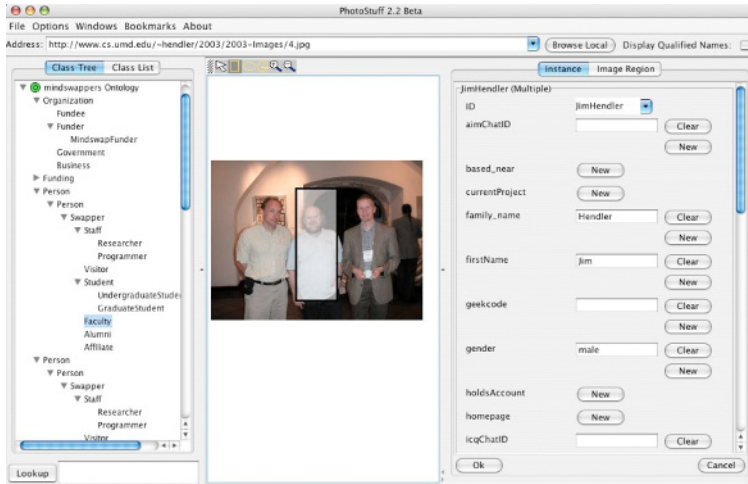 PhotoStuff 2.2 Beta
File Options Windows Bookmarks About
Address: http://www.cs.umd.edu/~hendler/2003/2003-Images/4.jpg
Browse Local
Display Qualified Names:
Class Tree Class List
mindswappers Ontology
Organization
Fundee
Funder
MindswapFunder
Government
Business
Funding
Person
Person
Swapper
Staff
Researcher
Programmer
Visitor
Student
UndergraduateStude
GraduateStudent
Faculty
Alumni
Affiliate
Person
Person
Swapper
Staff
Researcher
Programmer
Visitor
Lookup
Instance Image Region
JimHendler (Multiple)
ID JimHendler
aimChatID Clear
New
based_near New
currentProject New
family_name Hendler Clear
New
firstName Jim Clear
New
geekcode Clear
New
gender male Clear
New
holdsAccount New
homepage New
icqChatID Clear
Ok Cancel